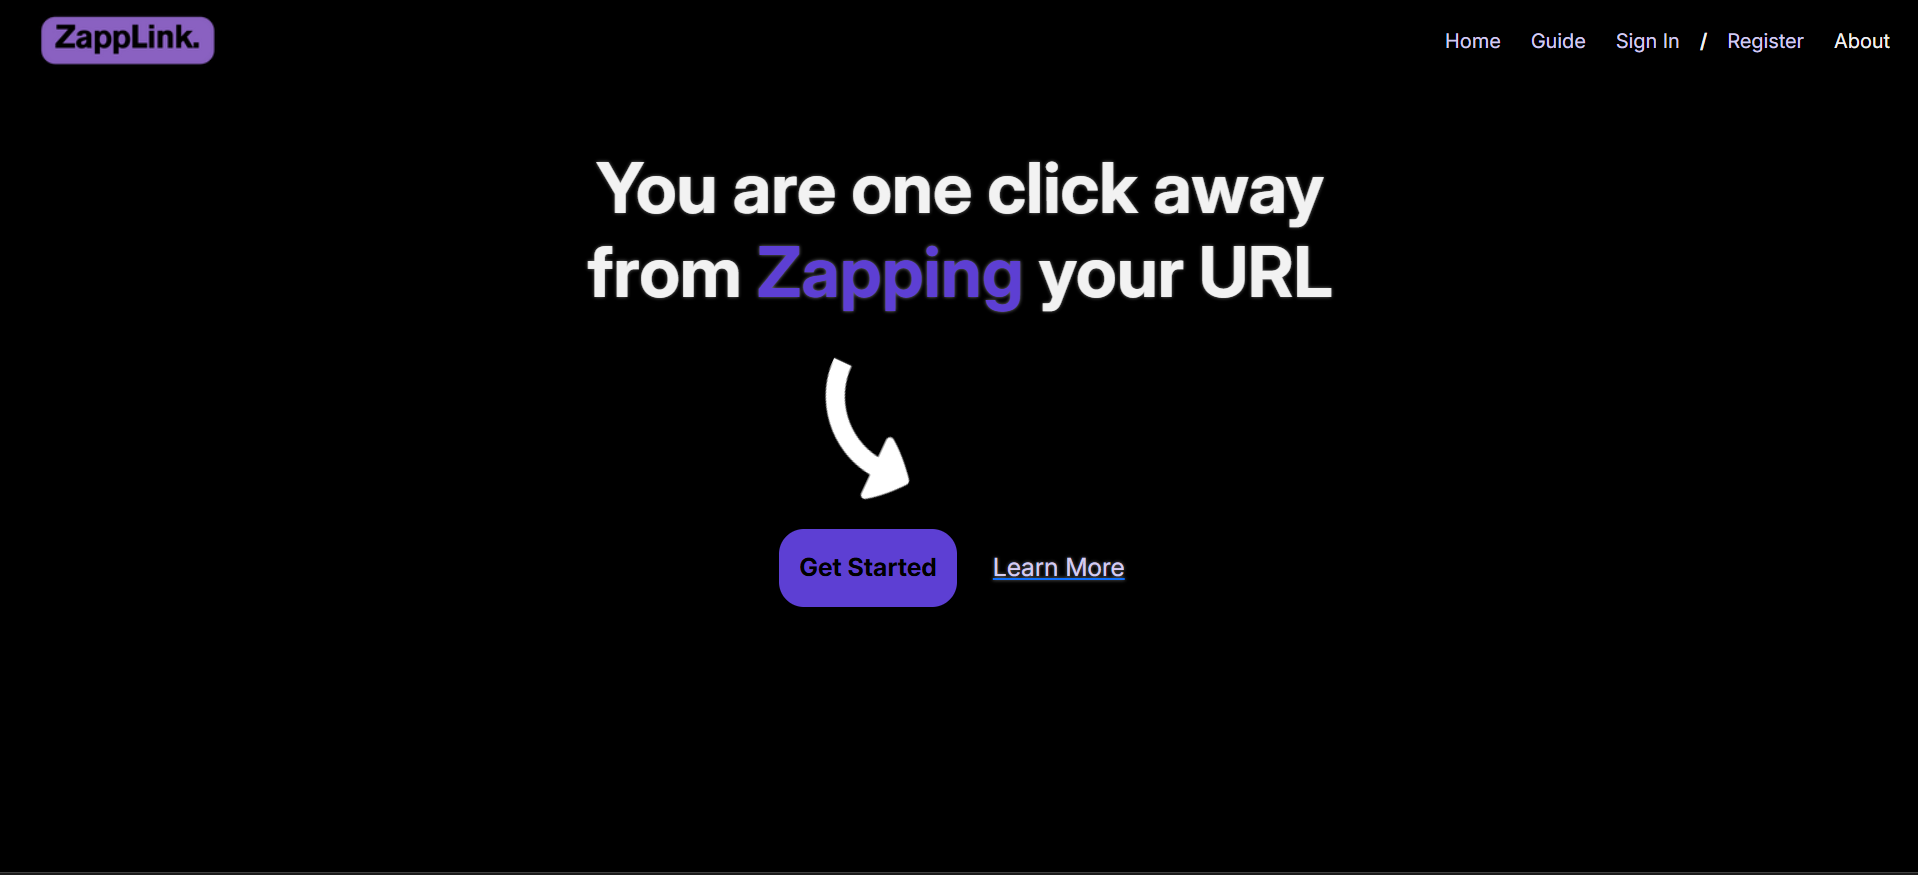 ZappLink.
Home Guide Sign In / Register About
You are one click away
from Zapping your URL
Get Started Learn More